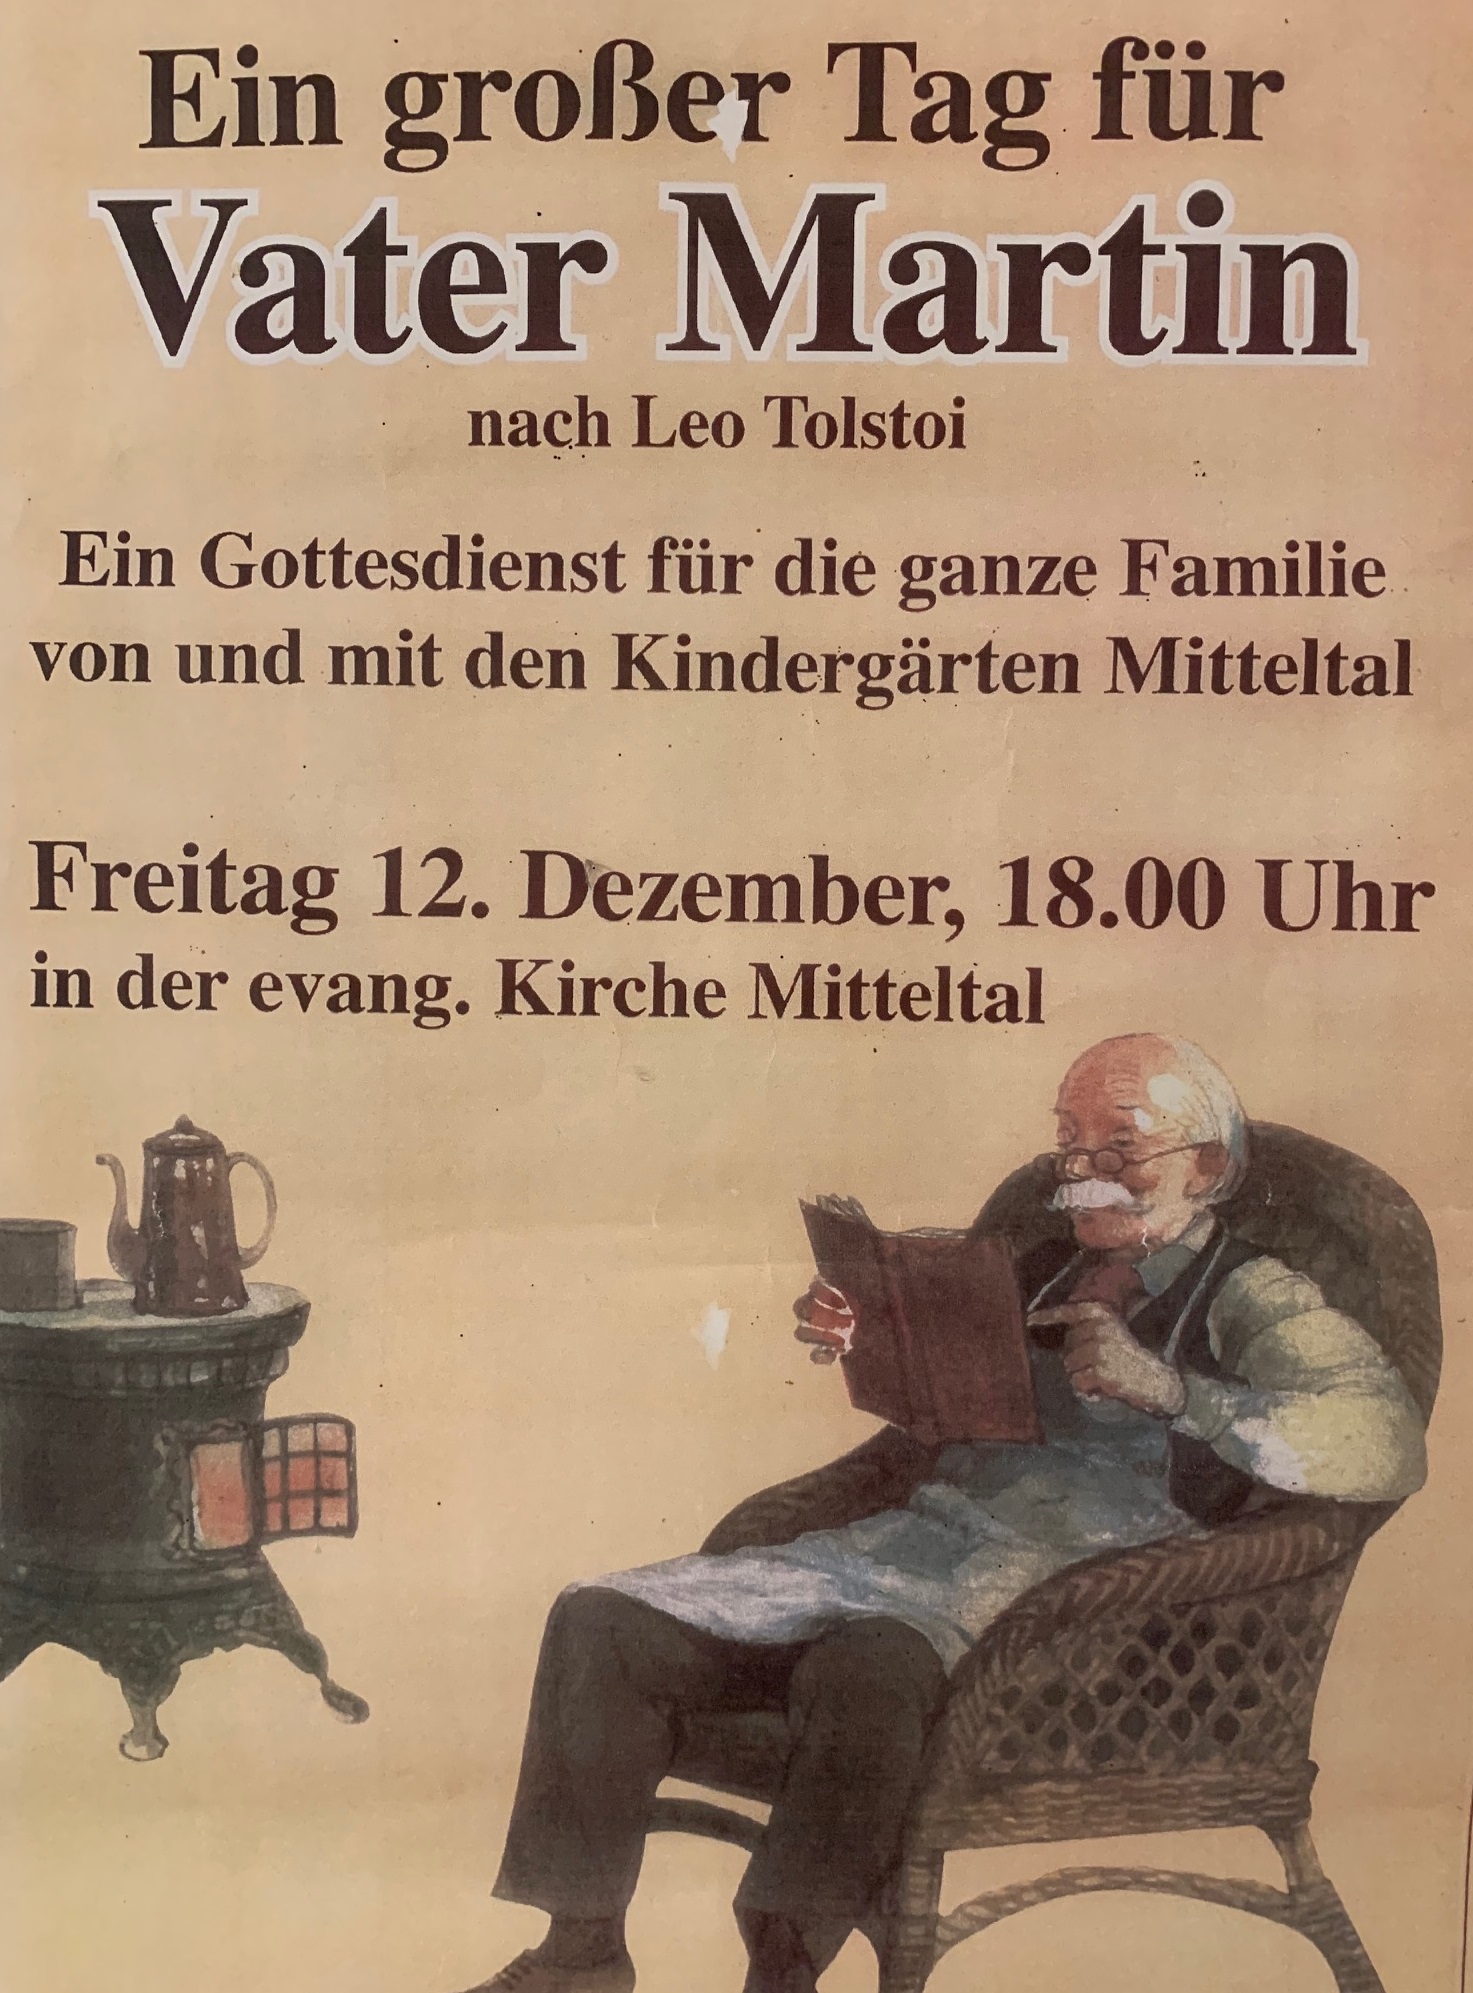 Ein großer Tag für
Vater Martin
nach Leo Tolstoi
Ein Gottesdienst für die ganze Familie
von und mit den Kindergärten Mitteltal
Freitag 12. Dezember, 18.00 Uhr
in der evang. Kirche Mitteltal